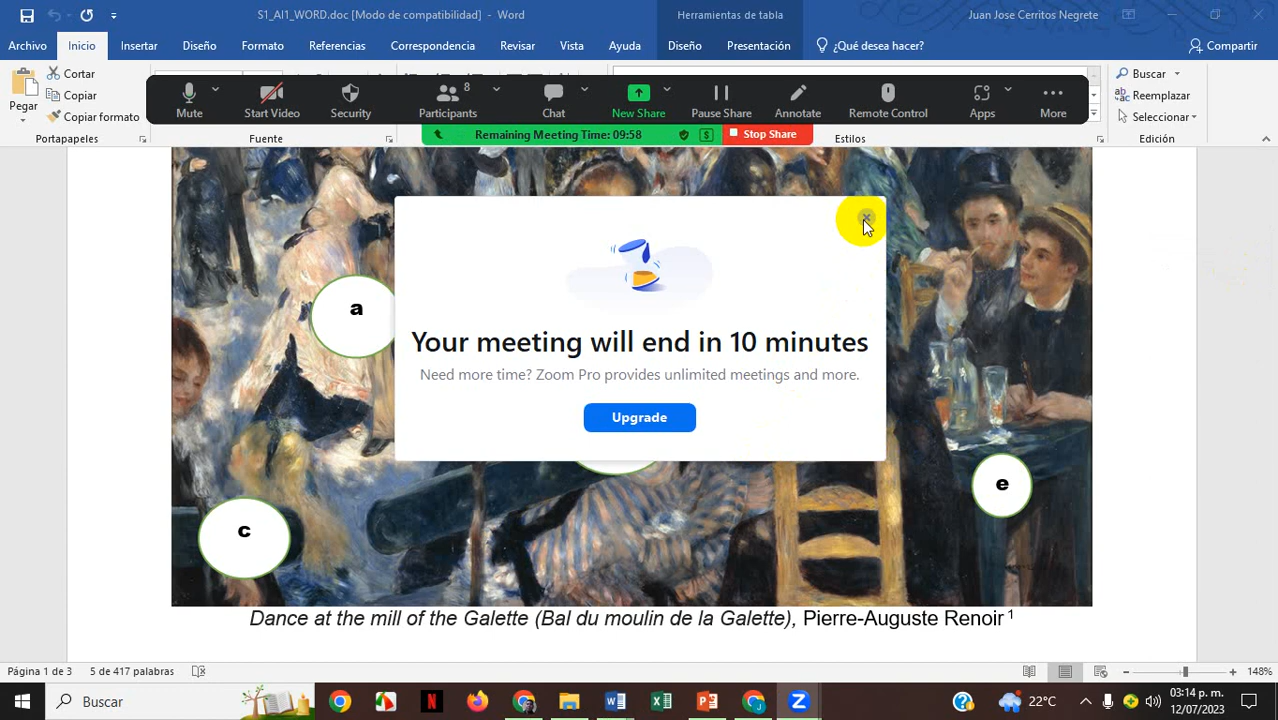 S1_AI1_WORD.doc [Modo de compatibilidad] - Word
Herramientas de tabla
Juan Jose Cerritos Negrete
Archivo Inicio Insertar Diseño Formato Referencias Correspondencia Revisar Vista Ayuda Diseño Presentación ¿Qué desea hacer? Compartir
Pegar
Cortar
Copiar
Copiar formato
Portapapeles
Fuente
Estilos
Buscar
Reemplazar
Seleccionar
Edición
Mute
Start Video
Security
Participants 8
Chat
New Share
Pause Share
Annotate
Remote Control
Apps
More
Remaining Meeting Time: 09:58
Stop Share
a
Your meeting will end in 10 minutes
Need more time? Zoom Pro provides unlimited meetings and more.
Upgrade
e
c
Dance at the mill of the Galette (Bal du moulin de la Galette), Pierre-Auguste Renoir 1
Página 1 de 3 5 de 417 palabras 148%
Buscar
22°C
03:14 p. m.
12/07/2023